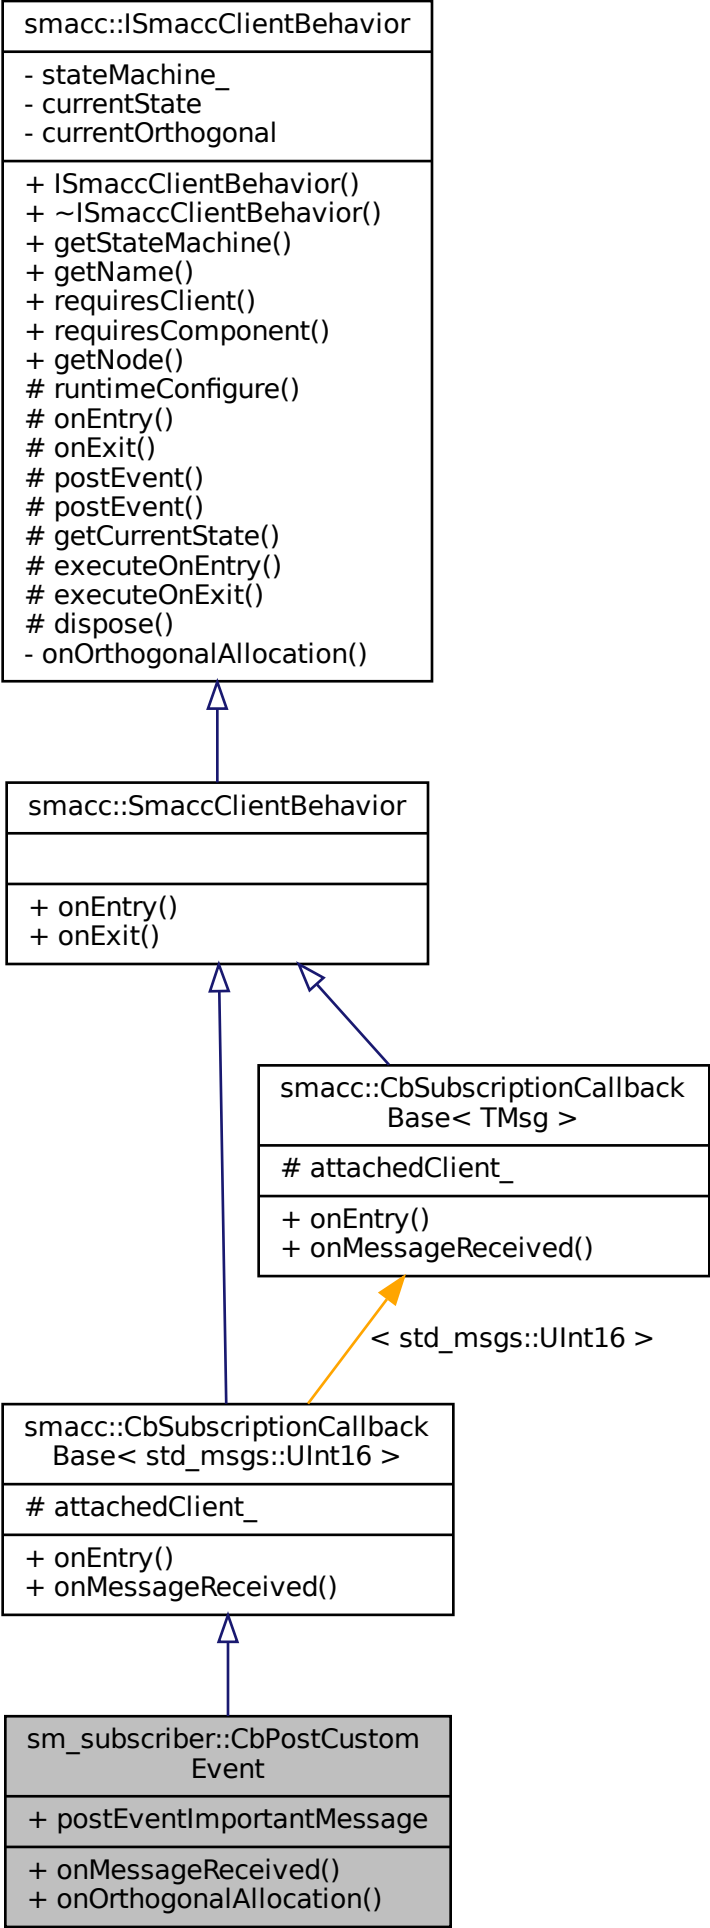 smacc::ISmaccClientBehavior
- stateMachine_
- currentState
- currentOrthogonal
+ ISmaccClientBehavior()
+ ~ISmaccClientBehavior()
+ getStateMachine()
+ getName()
+ requiresClient()
+ requiresComponent()
+ getNode()
# runtimeConfigure()
# onEntry()
# onExit()
# postEvent()
# postEvent()
# getCurrentState()
# executeOnEntry()
# executeOnExit()
# dispose()
- onOrthogonalAllocation()
smacc::SmaccClientBehavior
+ onEntry()
+ onExit()
smacc::CbSubscriptionCallback
Base< TMsg >
# attachedClient_
+ onEntry()
+ onMessageReceived()
< std_msgs::UInt16 >
smacc::CbSubscriptionCallback
Base< std_msgs::UInt16 >
# attachedClient_
+ onEntry()
+ onMessageReceived()
sm_subscriber::CbPostCustom
Event
+ postEventImportantMessage
+ onMessageReceived()
+ onOrthogonalAllocation()